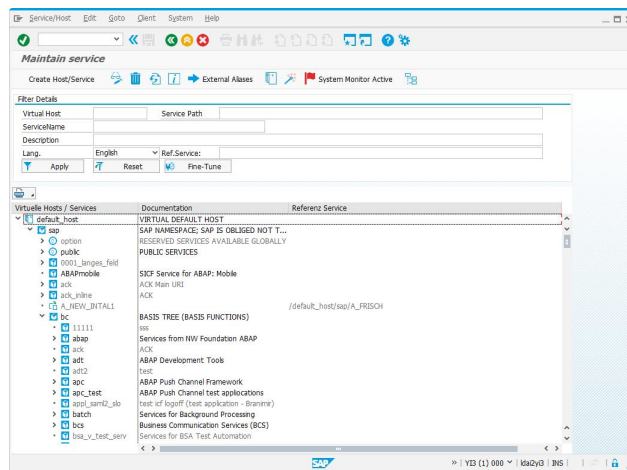 Service/Host Edit Goto Client System Help
Maintain service
Create Host/Service External Aliases System Monitor Active
Filter Details
Virtual Host Service Path
ServiceName
Description
Lang. English Ref.Service:
Apply Reset Fine-Tune
Virtuelle Hosts / Services Documentation Referenz Service
default_host VIRTUAL DEFAULT HOST
sap SAP NAMESPACE; SAP IS OBLIGED NOT T...
option RESERVED SERVICES AVAILABLE GLOBALLY
public PUBLIC SERVICES
0001_langes_feld
ABAPmobile SICF Service for ABAP: Mobile
ack ACK Main URI
ack_inline ACK
A_NEW_INTAL1 /default_host/sap/A_FRISCH
bc BASIS TREE (BASIS FUNCTIONS)
11111 sss
abap Services from NW Foundation ABAP
ack ACK
adt ABAP Development Tools
adt2 test
apc ABAP Push Channel Framework
apc_test ABAP Push Channel test applocations
appl_saml2_slo test icf logoff (test application - Branimir)
batch Services for Background Processing
bcs Business Communication Services (BCS)
bsa_v_test_serv Services for BSA Test Automation
SAP YI3 (1) 000 ldai2yi3 INS